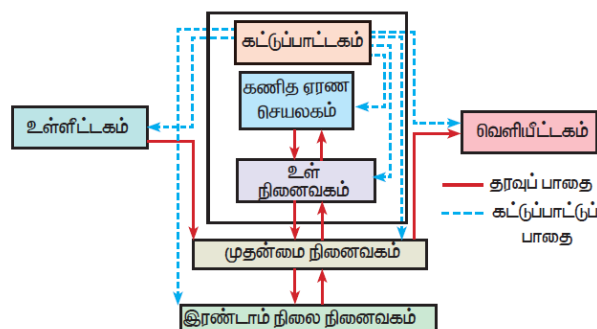 கட்டுப்பாட்டகம்
கணித ஏரண
செயலகம்
உள்ளீட்டகம்
வெளியீட்டகம்
உள்
நினைவகம்
தரவுப் பாதை
கட்டுப்பாட்டுப்
பாதை
முதன்மை நினைவகம்
இரண்டாம் நிலை நினைவகம்